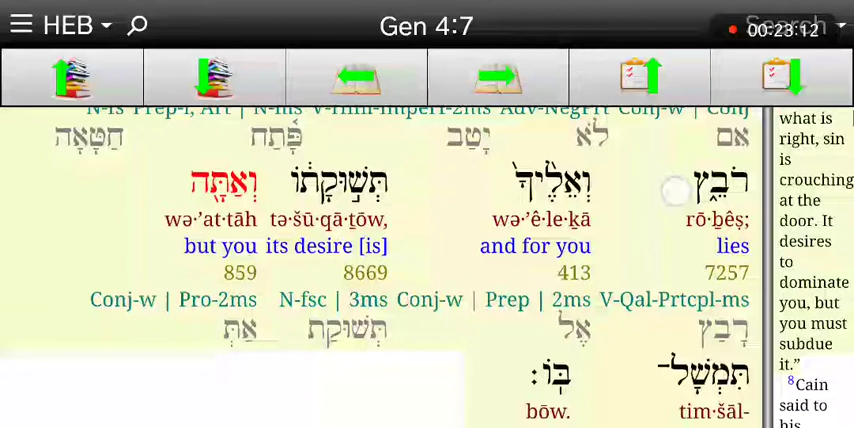 HEB
Gen 4:7
00:23:12
N-fs Prep-l, Art | N-ms V-Hifil-Imperf-2ms Adv-NegPrt Conj-w | Conj
אִם לֹא יָטַב פֶּתַח חַטָּאָה
רֹבֵ֑ץ וְאֵלֶ֙יךָ֙ תְּשׁ֣וּקָת֔וֹ וְאַתָּ֖ה
wə·’at·tāh tə·šū·qā·ṯōw, wə·’ê·le·ḵā rō·ḇêṣ;
but you its desire [is] and for you lies
859 8669 413 7257
Conj-w | Pro-2ms N-fsc | 3ms Conj-w | Prep | 2ms V-Qal-Prtcpl-ms
רָבַץ אֶל תְּשׁוּקָת אַתְּ
תִּמְשָׁל־ בּֽוֹ׃
bōw. tim·šāl-
what is
right, sin
is
crouching
at the
door. It
desires
to
dominate
you, but
you must
subdue
it.”
8Cain
said to
his